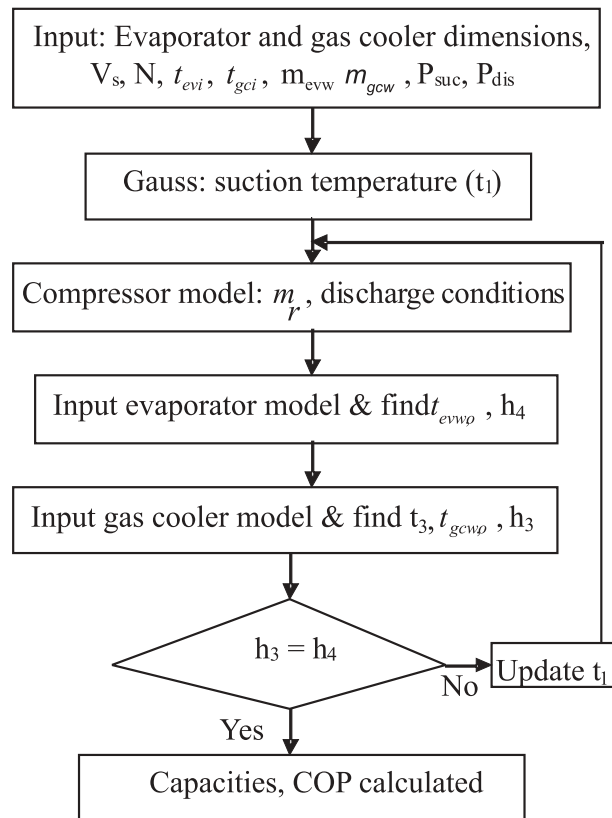 Input: Evaporator and gas cooler dimensions,
Vs, N, tevi, tgci, mevw mgcw , Psuc, Pdis
Gauss: suction temperature (t1)
Compressor model: mr , discharge conditions
Input evaporator model & findtevw,o , h4
Input gas cooler model & find t3, tgcw,o , h3
h3 = h4
No
Update t1
Yes
Capacities, COP calculated